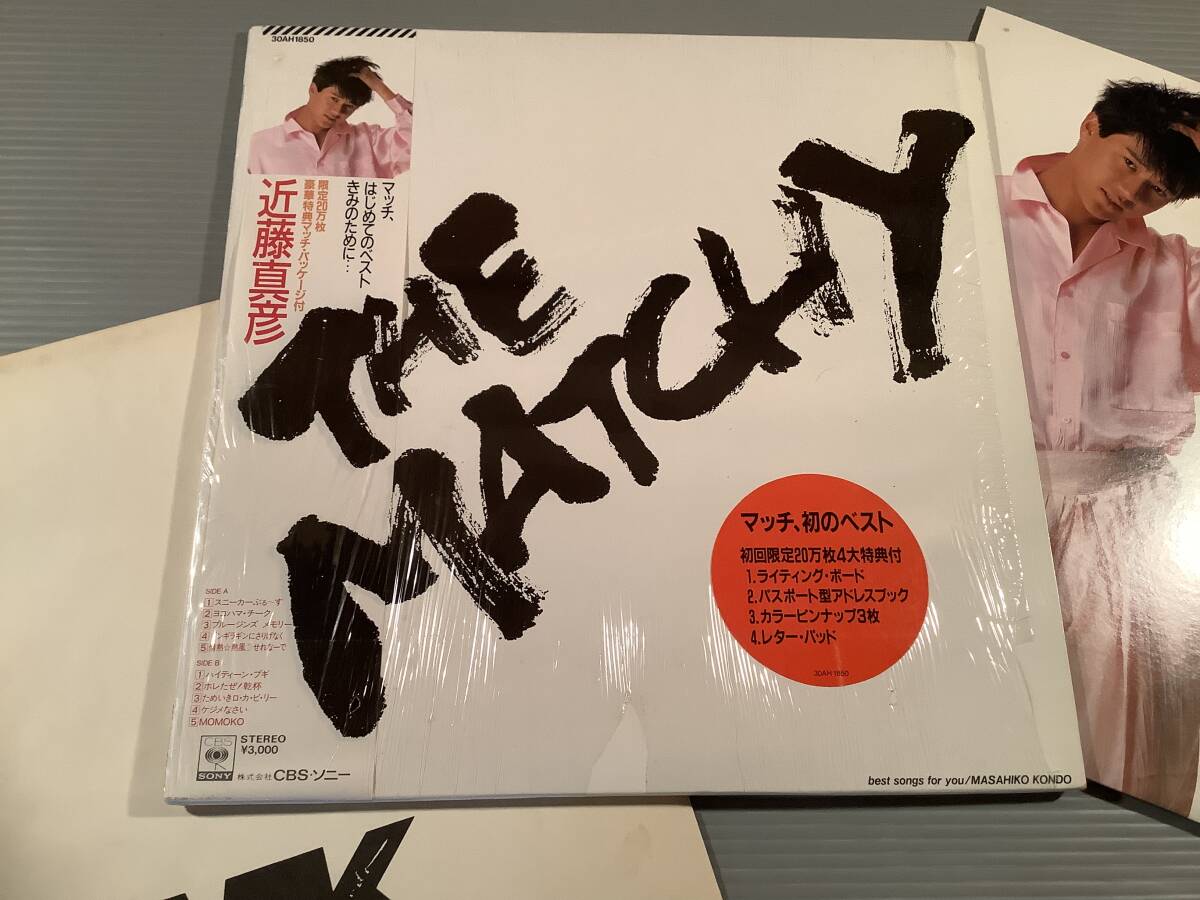 30AH1850
マッチ、
はじめてのベスト
きみのために…
限定20万枚
豪華特典マッチ・パッケージ付
近藤真彦
THE
MATCHY
マッチ、初のベスト
初回限定20万枚4大特典付
1.ライティング・ボード
2.パスポート型アドレスブック
3.カラーピンナップ3枚
4.レター・パッド
30AH 1850
SIDE A
1 スニーカーぶる〜す
2 ヨコハマ・チーク
3 ブルージンズ メモリー
4 ンギラギンにさりげなく
5 情熱☆熱風♡せれなーで
SIDE B
1 ハイティーン・ブギ
2 ホレたぜ!乾杯
3 ためいきロ・カ・ビ・リー
4 ケジメなさい
5 MOMOKO
CBS
SONY
STEREO
¥3,000
株式会社 CBS・ソニー
best songs for you/MASAHIKO KONDO